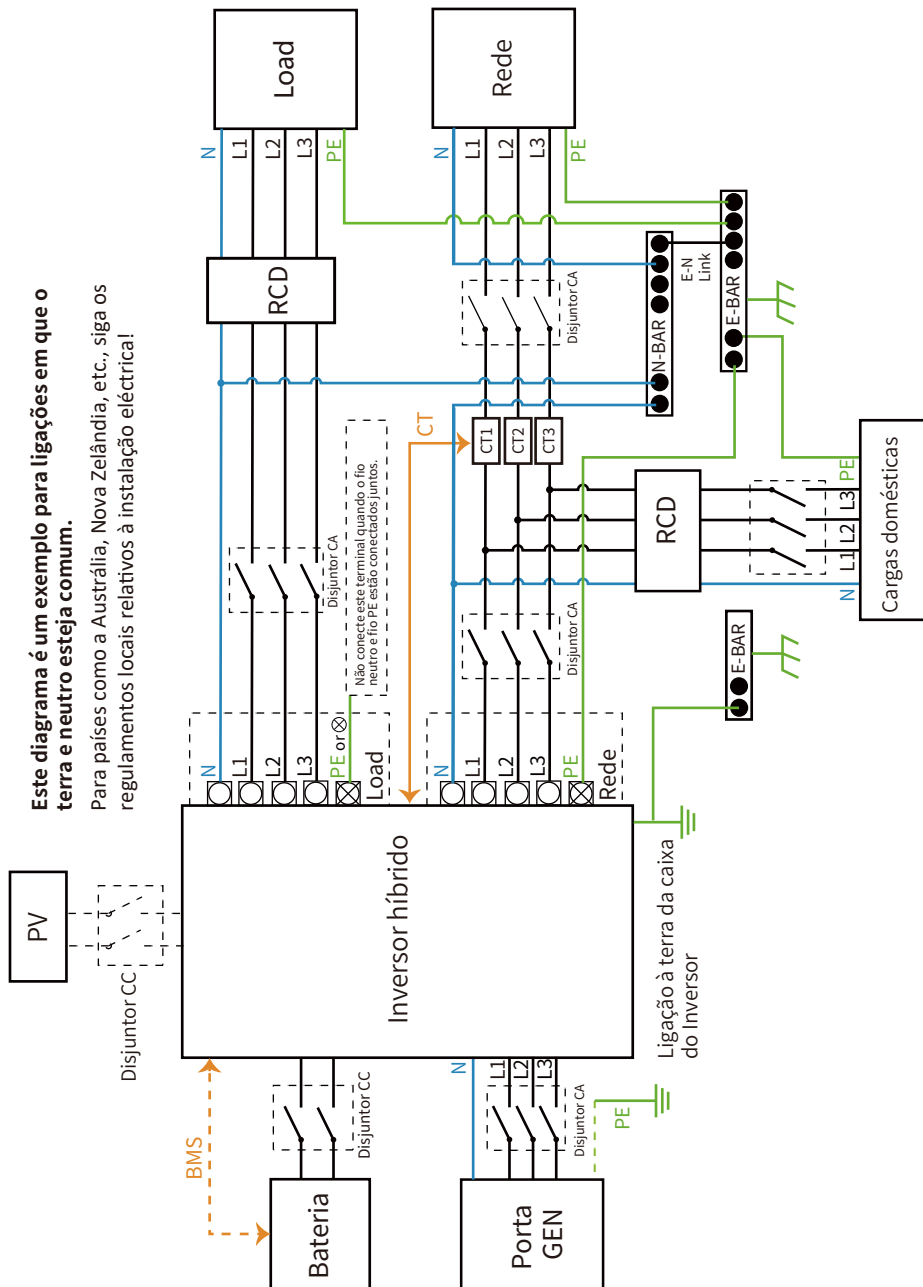 Este diagrama é um exemplo para ligações em que o
terra e neutro esteja comum.
Para países como a Austrália, Nova Zelândia, etc., siga os
regulamentos locais relativos à instalação eléctrica!
PV
Disjuntor CC
BMS
Bateria
Disjuntor CC
Porta
GEN
N
L1
L2
L3
Disjuntor CA
PE
Inversor híbrido
Ligação à terra da caixa
do Inversor
N
L1
L2
L3
PE or
Load
Não conecte este terminal quando o fio
neutro e fio PE estão conectados juntos.
Disjuntor CA
RCD
N
L1
L2
L3
PE
Load
CT
N
L1
L2
L3
PE
Rede
Disjuntor CA
CT1
CT2
CT3
Disjuntor CA
N
L1
L2
L3
PE
Rede
N-BAR
E-N
Link
E-BAR
RCD
N
L1
L2
L3
PE
Cargas domésticas
E-BAR